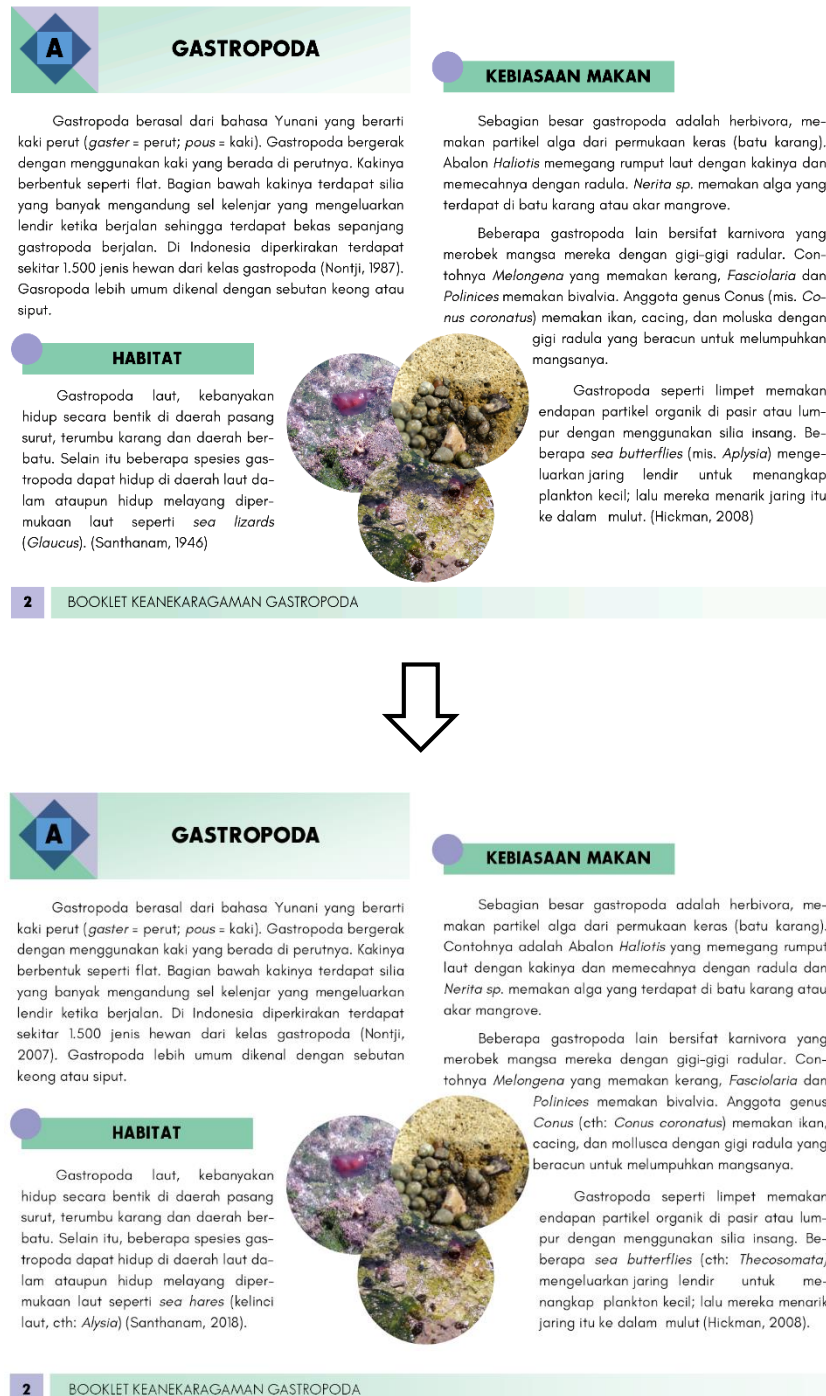 A
GASTROPODA
Gastropoda berasal dari bahasa Yunani yang berarti
kaki perut (gaster = perut; pous = kaki). Gastropoda bergerak
dengan menggunakan kaki yang berada di perutnya. Kakinya
berbentuk seperti flat. Bagian bawah kakinya terdapat silia
yang banyak mengandung sel kelenjar yang mengeluarkan
lendir ketika berjalan sehingga terdapat bekas sepanjang
gastropoda berjalan. Di Indonesia diperkirakan terdapat
sekitar 1.500 jenis hewan dari kelas gastropoda (Nontji, 1987).
Gasropoda lebih umum dikenal dengan sebutan keong atau
siput.
HABITAT
Gastropoda laut, kebanyakan
hidup secara bentik di daerah pasang
surut, terumbu karang dan daerah ber-
batu. Selain itu beberapa spesies gas-
tropoda dapat hidup di daerah laut da-
lam ataupun hidup melayang diper-
mukaan laut seperti sea lizards
(Glaucus). (Santhanam, 1946)
KEBIASAAN MAKAN
Sebagian besar gastropoda adalah herbivora, me-
makan partikel alga dari permukaan keras (batu karang).
Abalon Haliotis memegang rumput laut dengan kakinya dan
memecahnya dengan radula. Nerita sp. memakan alga yang
terdapat di batu karang atau akar mangrove.
Beberapa gastropoda lain bersifat karnivora yang
merobek mangsa mereka dengan gigi-gigi radular. Con-
tohnya Melongena yang memakan kerang, Fasciolaria dan
Polinices memakan bivalvia. Anggota genus Conus (mis. Co-
nus coronatus) memakan ikan, cacing, dan moluska dengan
gigi radula yang beracun untuk melumpuhkan
mangsanya.
Gastropoda seperti limpet memakan
endapan partikel organik di pasir atau lum-
pur dengan menggunakan silia insang. Be-
berapa sea butterflies (mis. Aplysia) menge-
luarkan jaring lendir untuk menangkap
plankton kecil; lalu mereka menarik jaring itu
ke dalam mulut. (Hickman, 2008)
2 BOOKLET KEANEKARAGAMAN GASTROPODA
A
GASTROPODA
Gastropoda berasal dari bahasa Yunani yang berarti
kaki perut (gaster = perut; pous = kaki). Gastropoda bergerak
dengan menggunakan kaki yang berada di perutnya. Kakinya
berbentuk seperti flat. Bagian bawah kakinya terdapat silia
yang banyak mengandung sel kelenjar yang mengeluarkan
lendir ketika berjalan. Di Indonesia diperkirakan terdapat
sekitar 1.500 jenis hewan dari kelas gastropoda (Nontji,
2007). Gastropoda lebih umum dikenal dengan sebutan
keong atau siput.
HABITAT
Gastropoda laut, kebanyakan
hidup secara bentik di daerah pasang
surut, terumbu karang dan daerah ber-
batu. Selain itu, beberapa spesies gas-
tropoda dapat hidup di daerah laut da-
lam ataupun hidup melayang diper-
mukaan laut seperti sea hares (kelinci
laut, cth: Alysia) (Santhanam, 2018).
KEBIASAAN MAKAN
Sebagian besar gastropoda adalah herbivora, me-
makan partikel alga dari permukaan keras (batu karang).
Contohnya adalah Abalon Haliotis yang memegang rumput
laut dengan kakinya dan memecahnya dengan radula dan
Nerita sp. memakan alga yang terdapat di batu karang atau
akar mangrove.
Beberapa gastropoda lain bersifat karnivora yang
merobek mangsa mereka dengan gigi-gigi radular. Con-
tohnya Melongena yang memakan kerang, Fasciolaria dan
Polinices memakan bivalvia. Anggota genus
Conus (cth: Conus coronatus) memakan ikan,
cacing, dan mollusca dengan gigi radula yang
beracun untuk melumpuhkan mangsanya.
Gastropoda seperti limpet memakan
endapan partikel organik di pasir atau lum-
pur dengan menggunakan silia insang. Be-
berapa sea butterflies (cth: Thecosomata)
mengeluarkan jaring lendir untuk me-
nangkap plankton kecil; lalu mereka menarik
jaring itu ke dalam mulut (Hickman, 2008).
2 BOOKLET KEANEKARAGAMAN GASTROPODA